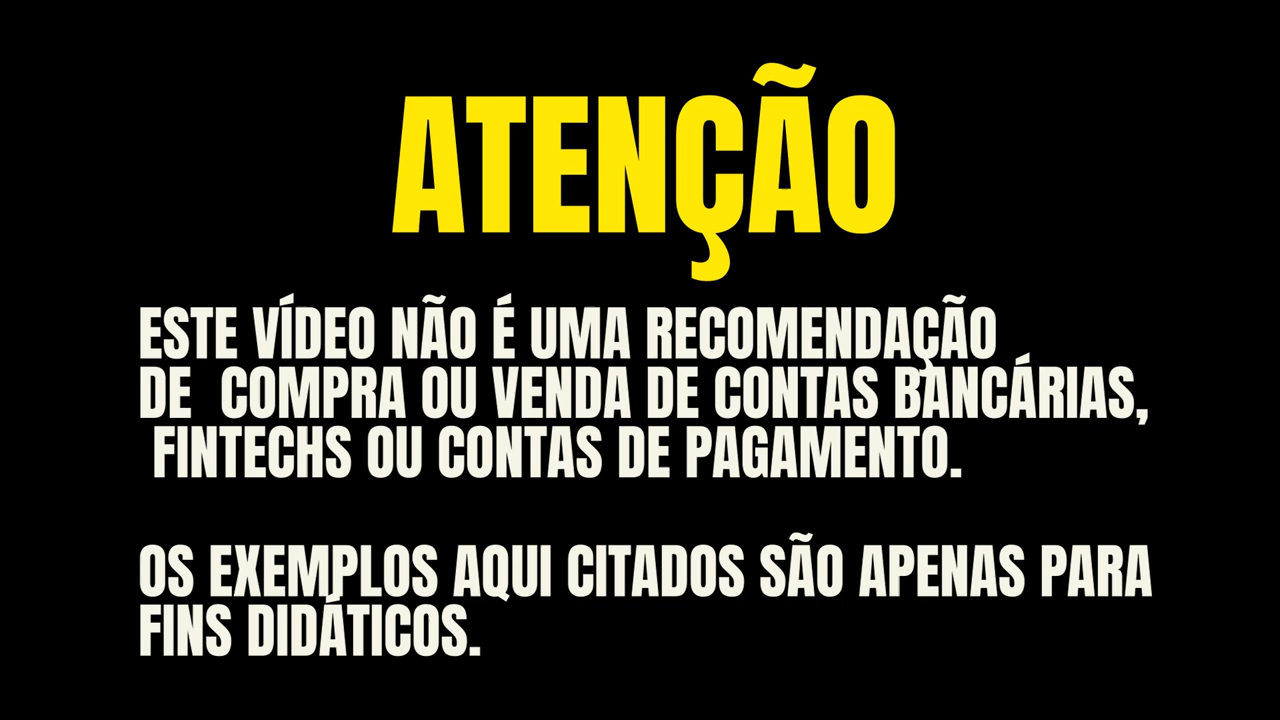 ATENÇÃO
ESTE VÍDEO NÃO É UMA RECOMENDAÇÃO
DE COMPRA OU VENDA DE CONTAS BANCÁRIAS,
FINTECHS OU CONTAS DE PAGAMENTO.
OS EXEMPLOS AQUI CITADOS SÃO APENAS PARA
FINS DIDÁTICOS.